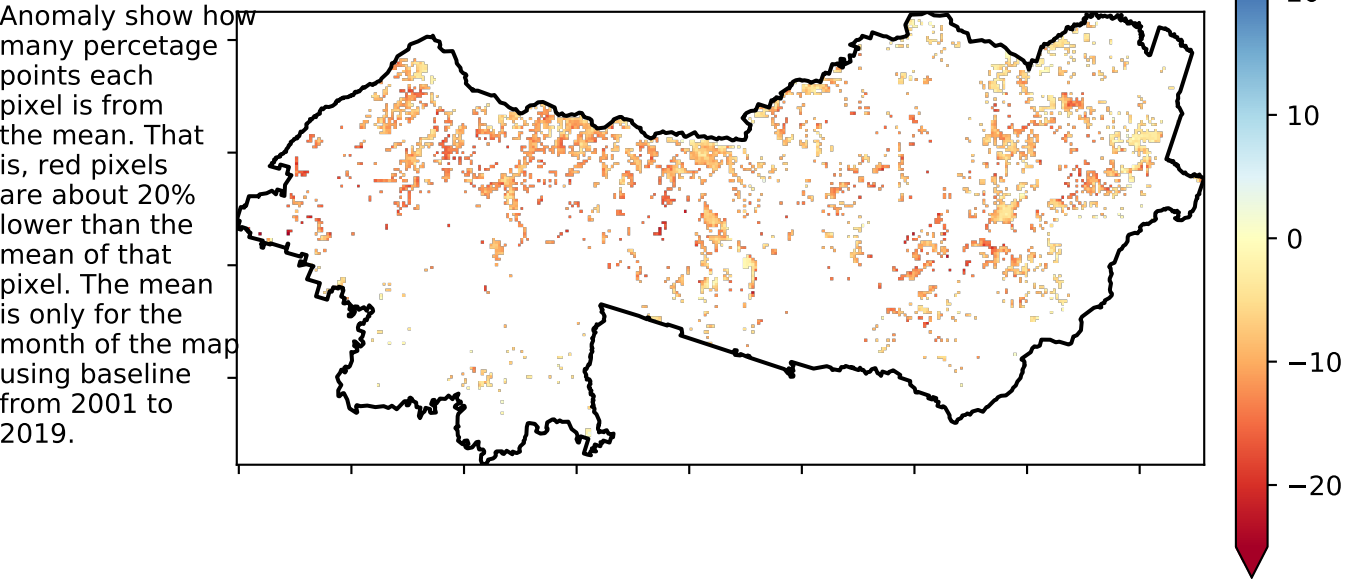 Anomaly show how
many percetage
points each
pixel is from
the mean. That
is, red pixels
are about 20%
lower than the
mean of that
pixel. The mean
is only for the
month of the map
using baseline
from 2001 to
2019.
10
0
−10
−20